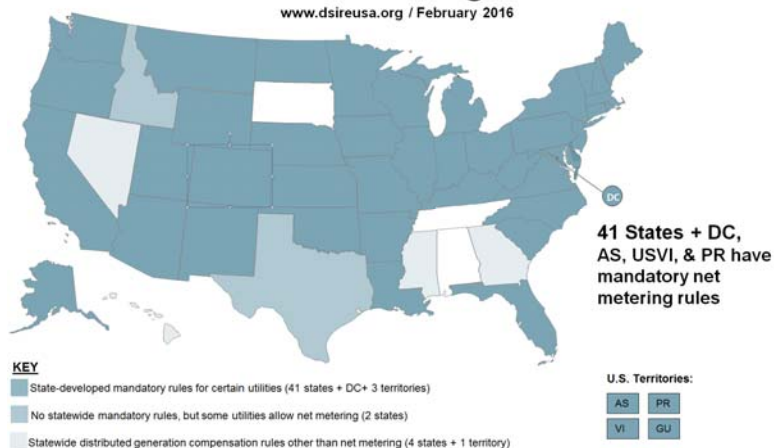 www.dsireusa.org / February 2016
DC
41 States + DC,
AS, USVI, & PR have
mandatory net
metering rules
KEY
State-developed mandatory rules for certain utilities (41 states + DC+ 3 territories)
No statewide mandatory rules, but some utilities allow net metering (2 states)
Statewide distributed generation compensation rules other than net metering (4 states + 1 territory)
U.S. Territories:
AS PR
VI GU